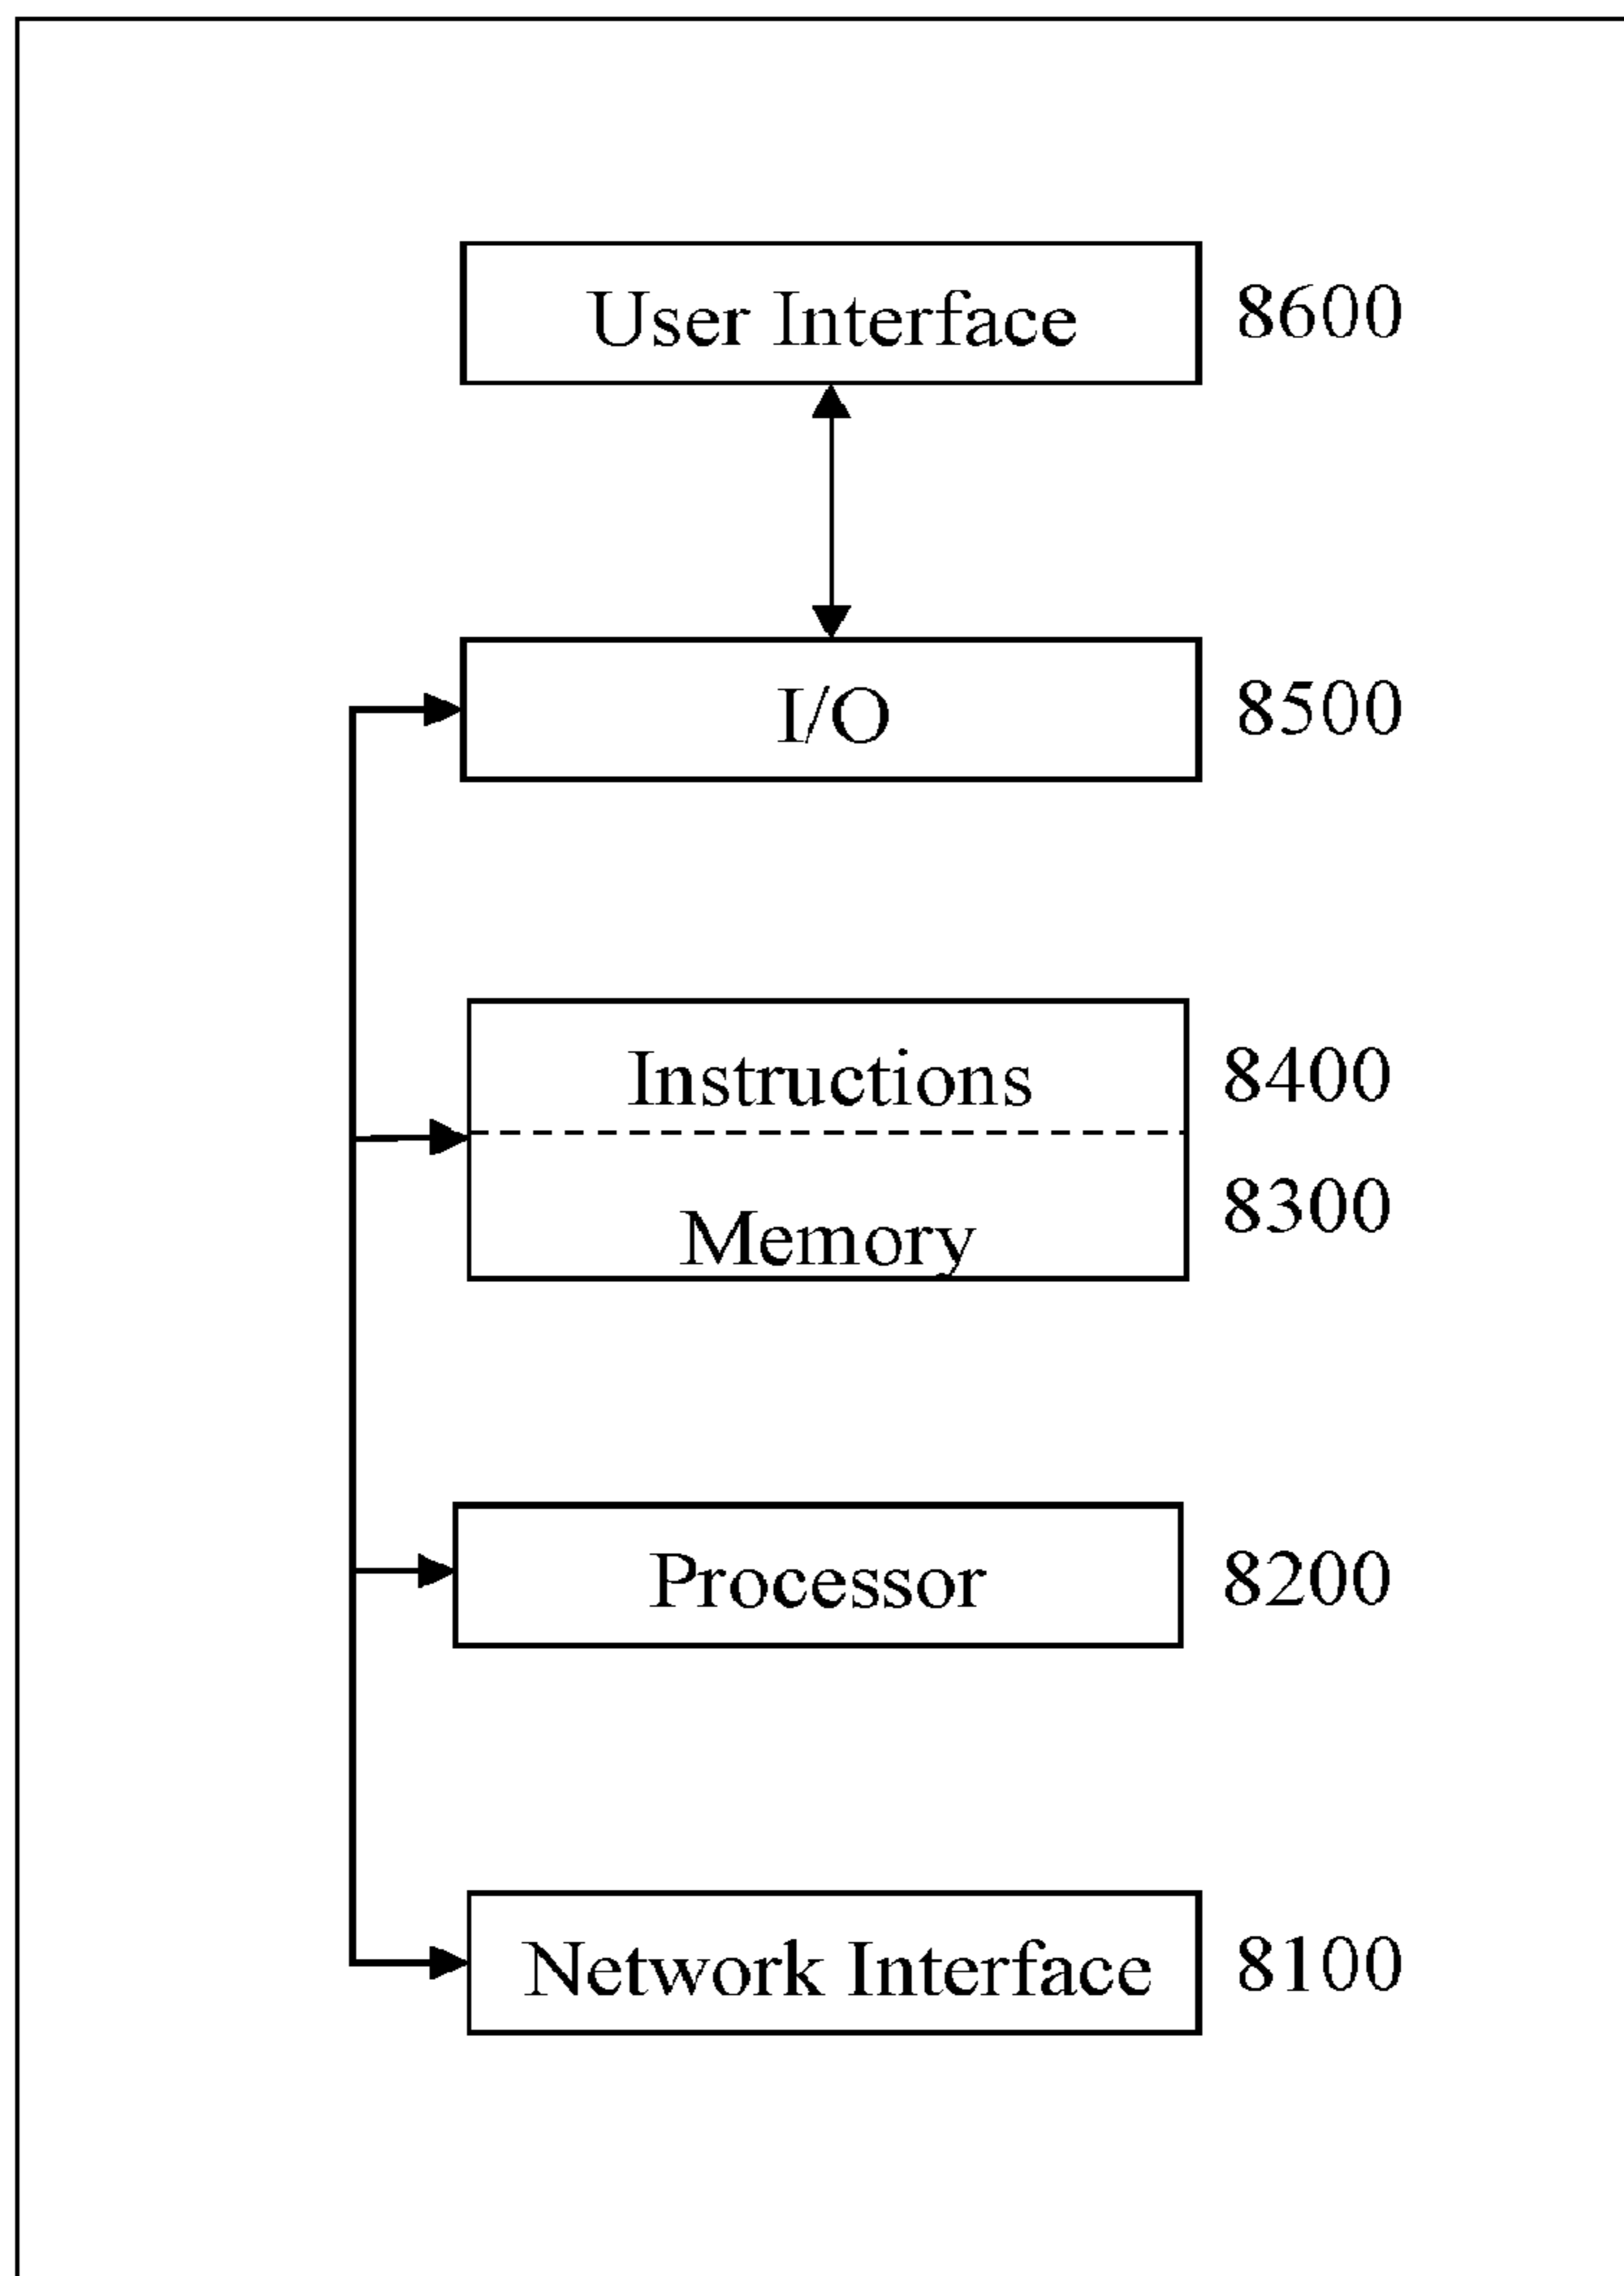 User Interface 8600
I/O 8500
Instructions 8400
Memory 8300
Processor 8200
Network Interface 8100